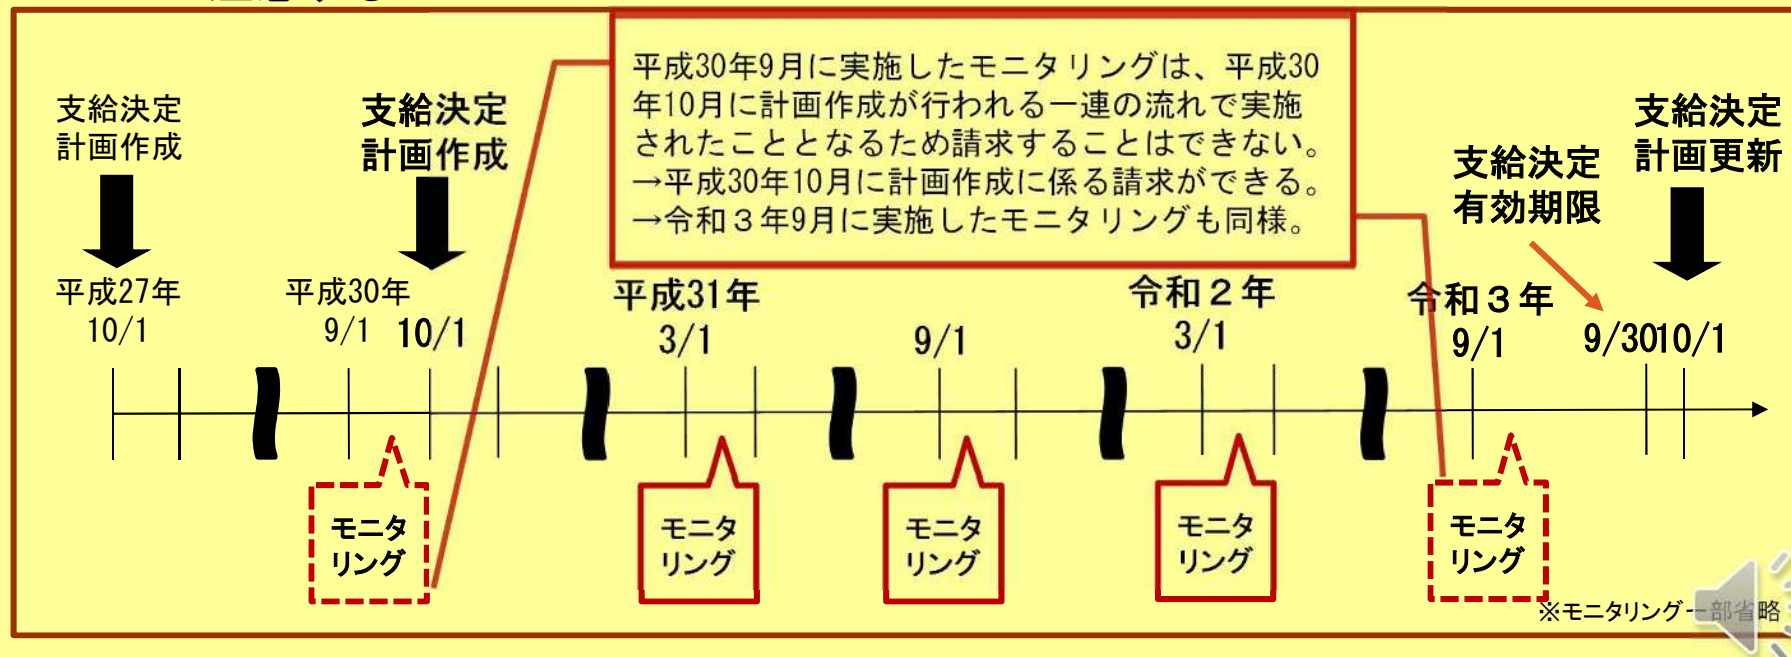 平成30年9月に実施したモニタリングは、平成30
年10月に計画作成が行われる一連の流れで実施
されたこととなるため請求することはできない。
→平成30年10月に計画作成に係る請求ができる。
→令和３年9月に実施したモニタリングも同様。
支給決定
計画作成
支給決定
計画作成
支給決定
有効期限
支給決定
計画更新
平成27年
10/1
平成30年
9/1
10/1
平成31年
3/1
9/1
令和２年
3/1
令和３年
9/1
9/30
10/1
モニタ
リング
モニタ
リング
モニタ
リング
モニタ
リング
モニタ
リング
※モニタリング一部省略